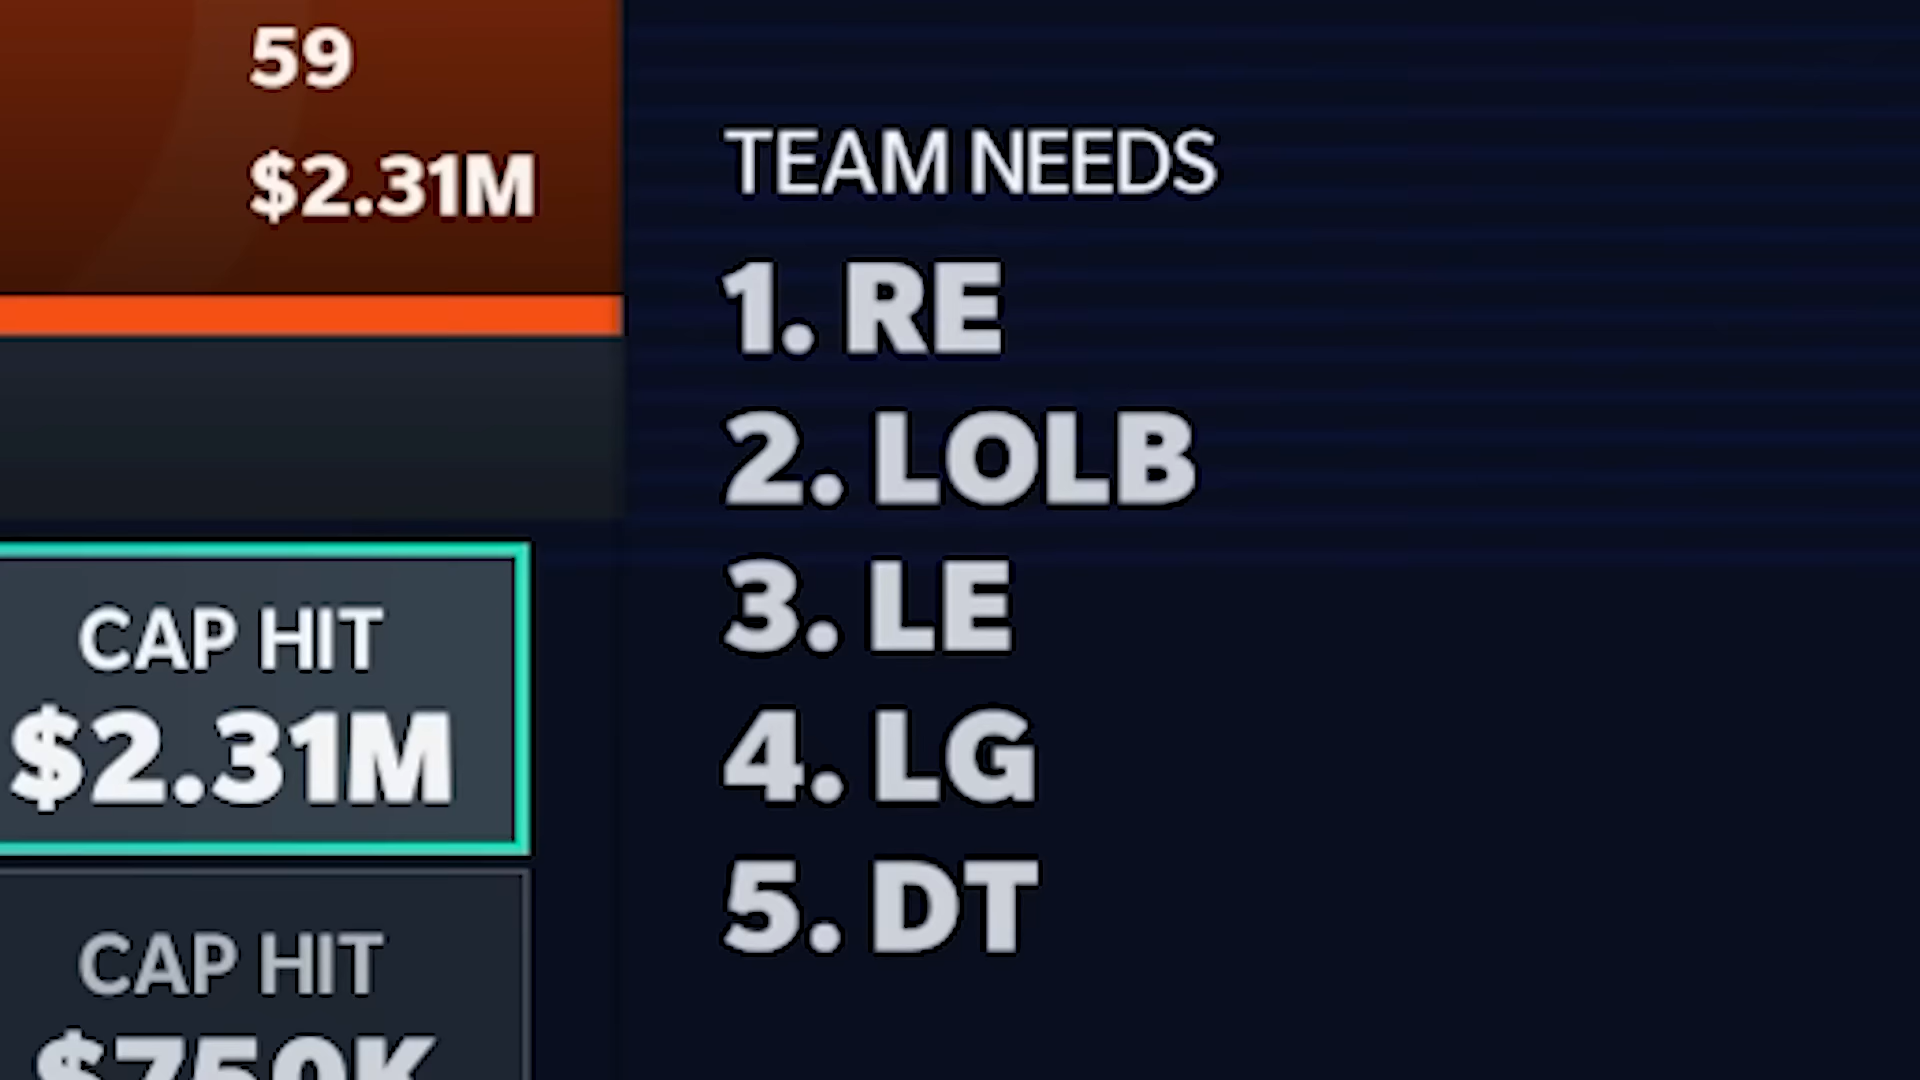 59
$2.31M
TEAM NEEDS
1. RE
2. LOLB
3. LE
4. LG
5. DT
CAP HIT
$2.31M
CAP HIT
$750K